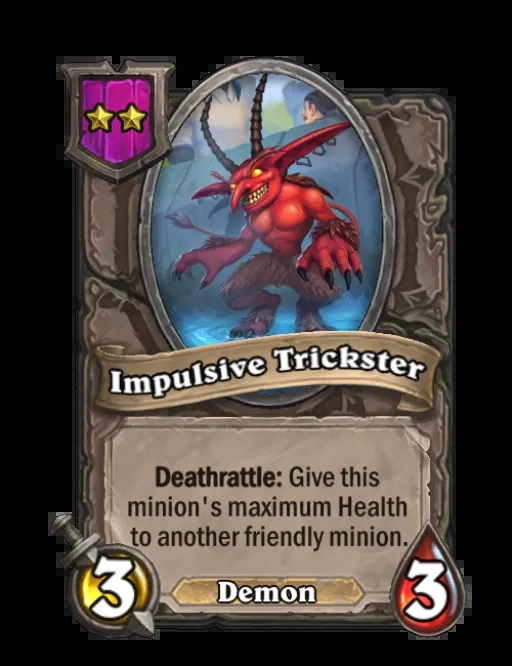 Impulsive Trickster
Deathrattle: Give this
minion's maximum Health
to another friendly minion.
3
Demon
3